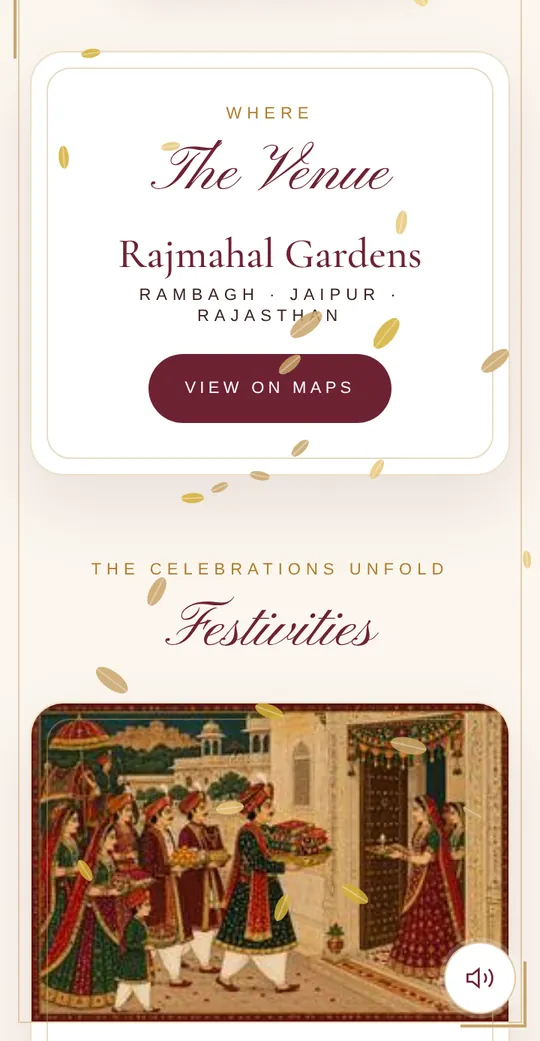 WHERE
The Venue
Rajmahal Gardens
RAMBAGH · JAIPUR ·
RAJASTHAN
VIEW ON MAPS
THE CELEBRATIONS UNFOLD
Festivities